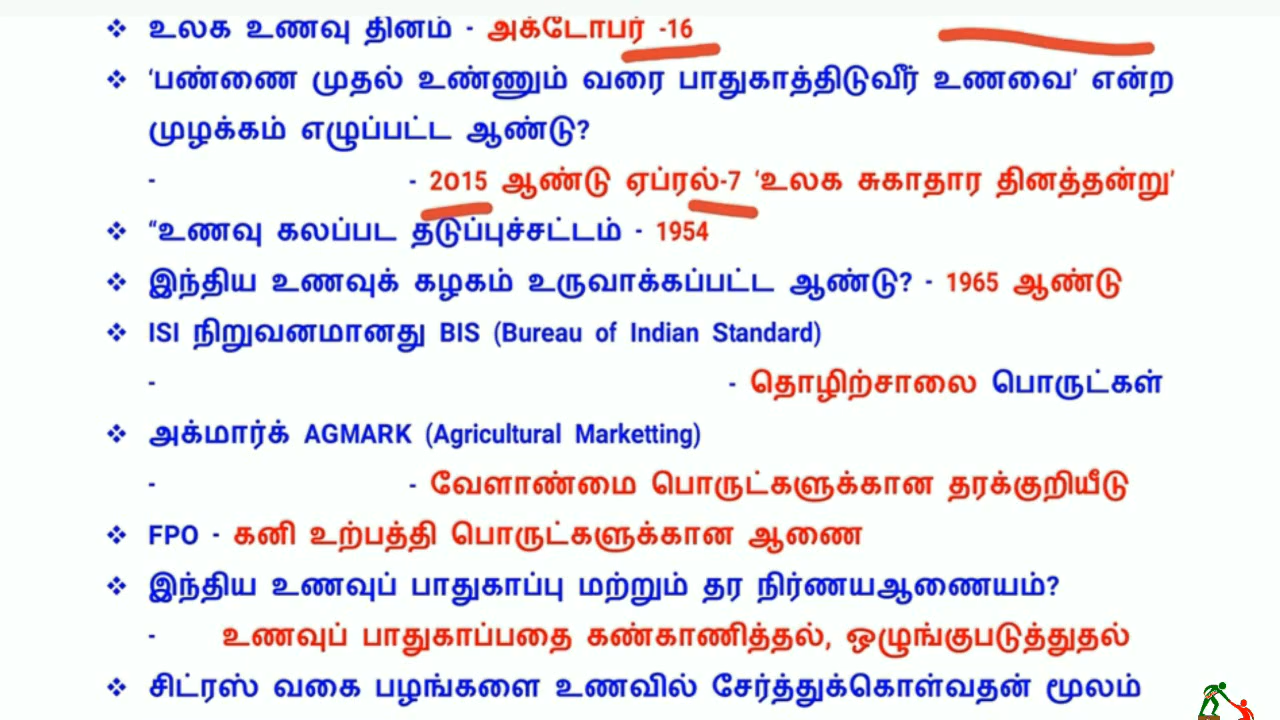 ❖ உலக உணவு தினம் - அக்டோபர் -16
❖ ‘பண்ணை முதல் உண்ணும் வரை பாதுகாத்திடுவீர் உணவை’ என்ற
முழக்கம் எழுப்பட்ட ஆண்டு?
- - 2015 ஆண்டு ஏப்ரல்-7 ‘உலக சுகாதார தினத்தன்று’
❖ “உணவு கலப்பட தடுப்புச்சட்டம் - 1954
❖ இந்திய உணவுக் கழகம் உருவாக்கப்பட்ட ஆண்டு? - 1965 ஆண்டு
❖ ISI நிறுவனமானது BIS (Bureau of Indian Standard)
- - தொழிற்சாலை பொருட்கள்
❖ அக்மார்க் AGMARK (Agricultural Marketting)
- - வேளாண்மை பொருட்களுக்கான தரக்குறியீடு
❖ FPO - கனி உற்பத்தி பொருட்களுக்கான ஆணை
❖ இந்திய உணவுப் பாதுகாப்பு மற்றும் தர நிர்ணயஆணையம்?
- உணவுப் பாதுகாப்பதை கண்காணித்தல், ஒழுங்குபடுத்துதல்
❖ சிட்ரஸ் வகை பழங்களை உணவில் சேர்த்துக்கொள்வதன் மூலம்